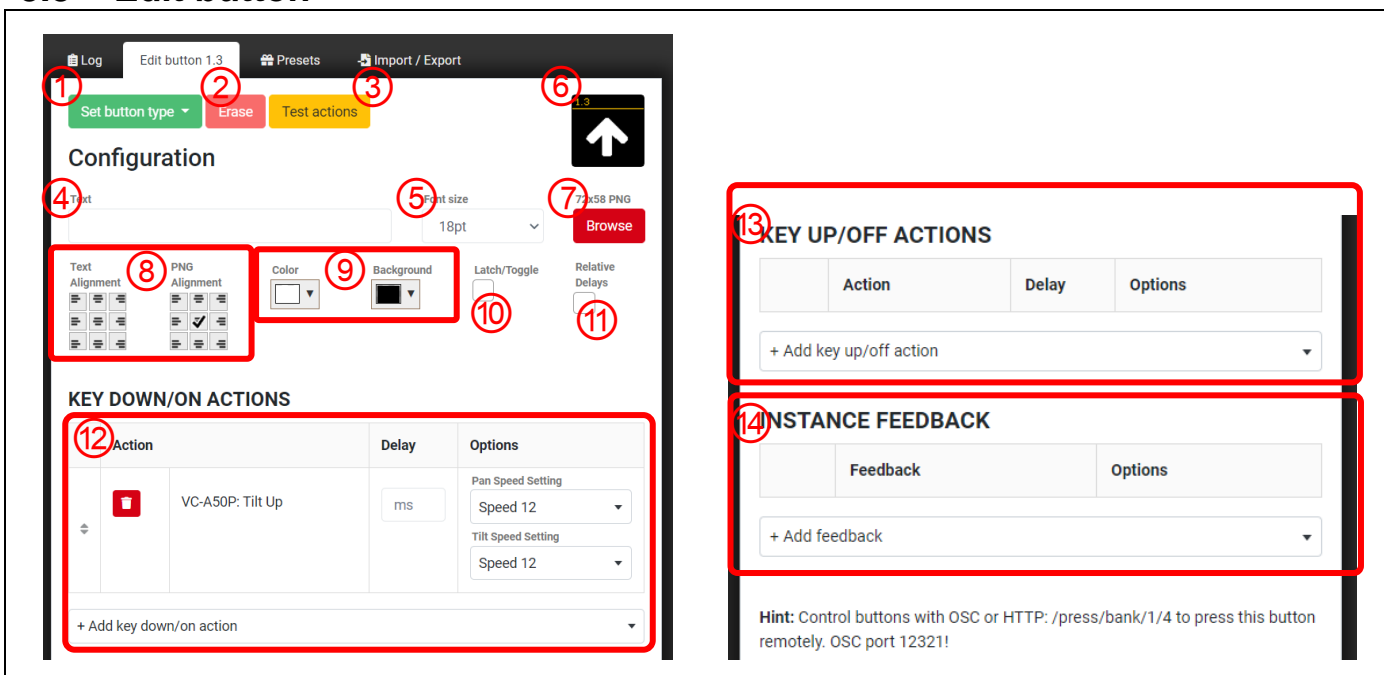 Edit button
Log Edit button 1.3 Presets Import / Export
① ② ③ ⑥
Set button type Erase Test actions 1.3
Configuration
④ Text ⑤ Font size ⑦ 72x58 PNG
18pt Browse
Text Alignment ⑧ PNG Alignment Color ⑨ Background Latch/Toggle Relative Delays
⑩ ⑪
KEY DOWN/ON ACTIONS
⑫ Action Delay Options
VC-A50P: Tilt Up ms Pan Speed Setting
Speed 12
Tilt Speed Setting
Speed 12
+ Add key down/on action
⑬ KEY UP/OFF ACTIONS
Action Delay Options
+ Add key up/off action
⑭ INSTANCE FEEDBACK
Feedback Options
+ Add feedback
Hint: Control buttons with OSC or HTTP: /press/bank/1/4 to press this button
remotely. OSC port 12321!